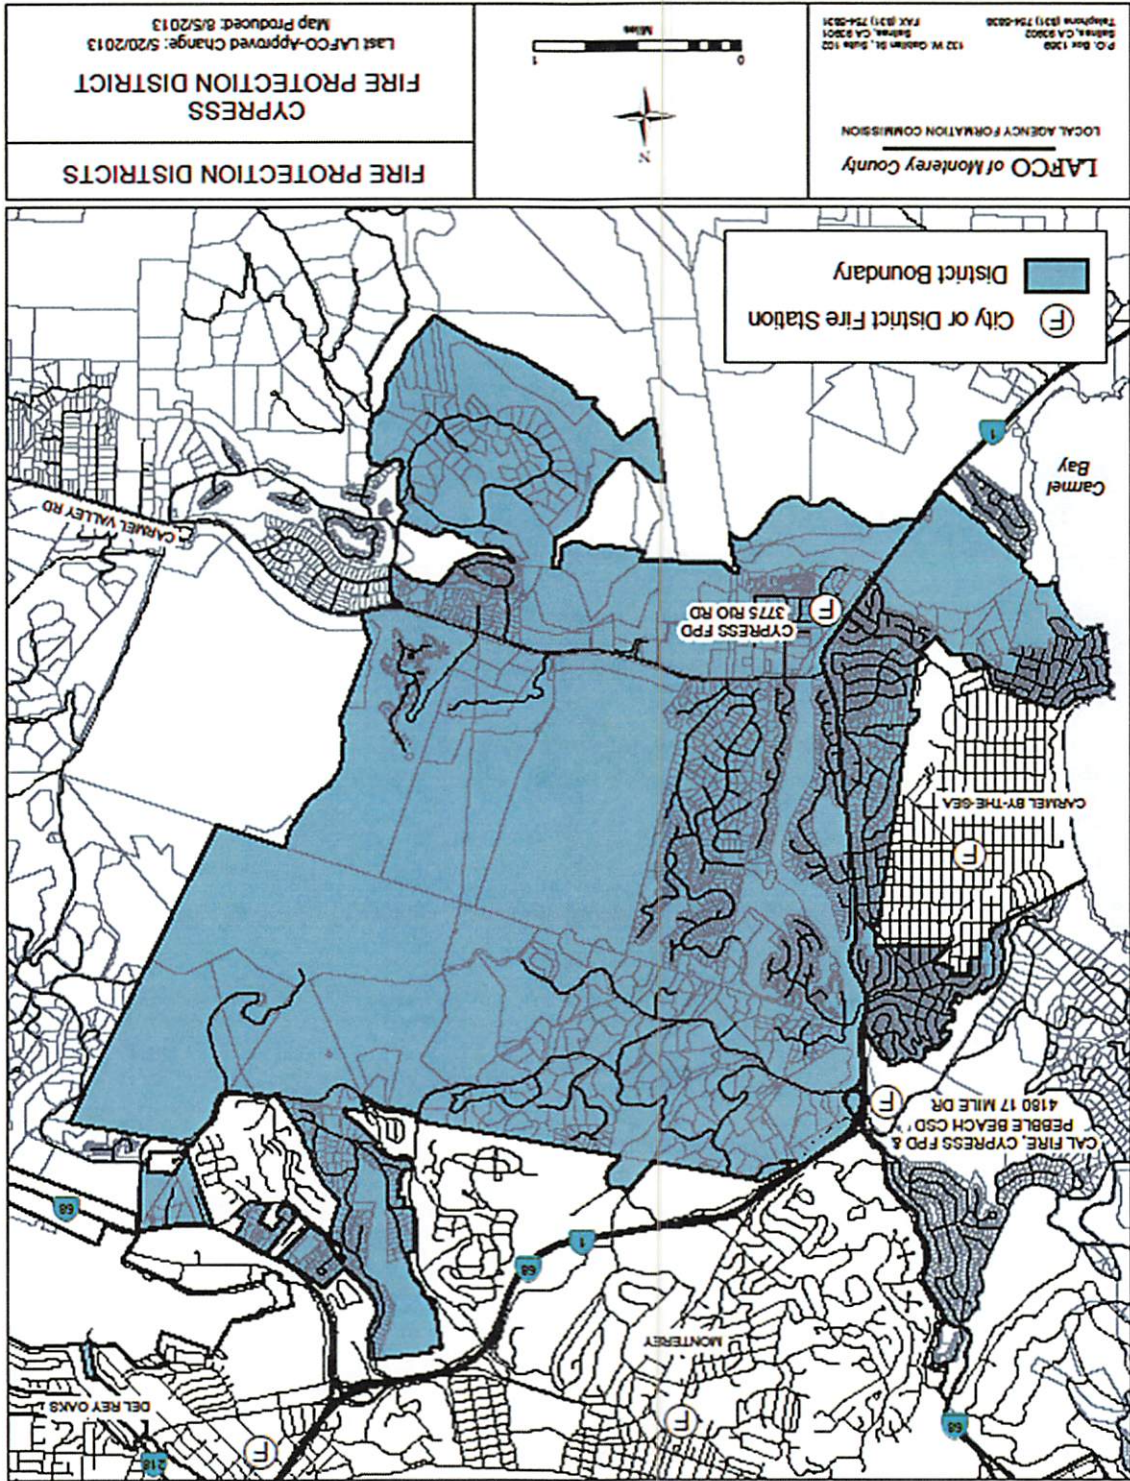 218
68
DEL REY OAKS
MONTEREY
F
F
68
1
68
CAL FIRE, CYPRESS FPD &
PEBBLE BEACH CSD
4180 17 MILE DR
F
F
CARMEL BY-THE-SEA
CYPRESS FPD
3775 RIO RD
F
CARMEL VALLEY RD
Carmel
Bay
1
F City or District Fire Station
District Boundary
LAFCO of Monterey County
LOCAL AGENCY FORMATION COMMISSION
P.O. Box 1369
Salinas, CA 93902
Telephone (831) 754-5838
132 W. Gabilan St., Suite 102
Salinas, CA 93901
FAX (831) 754-5831
N
0 1
Miles
FIRE PROTECTION DISTRICTS
CYPRESS
FIRE PROTECTION DISTRICT
Last LAFCO-Approved Change: 5/20/2013
Map Produced: 8/5/2013